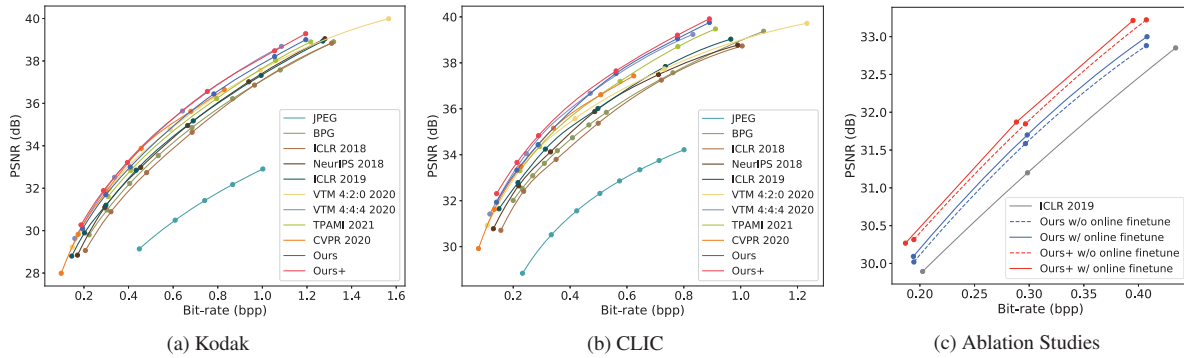 PSNR (dB)
40
38
36
34
32
30
28
0.2 0.4 0.6 0.8 1.0 1.2 1.4 1.6
Bit-rate (bpp)
JPEG
BPG
ICLR 2018
NeurIPS 2018
ICLR 2019
VTM 4:2:0 2020
VTM 4:4:4 2020
TPAMI 2021
CVPR 2020
Ours
Ours+
(a) Kodak
PSNR (dB)
40
38
36
34
32
30
0.2 0.4 0.6 0.8 1.0 1.2
Bit-rate (bpp)
JPEG
BPG
ICLR 2018
NeurIPS 2018
ICLR 2019
VTM 4:2:0 2020
VTM 4:4:4 2020
TPAMI 2021
CVPR 2020
Ours
Ours+
(b) CLIC
PSNR (dB)
33.0
32.5
32.0
31.5
31.0
30.5
30.0
0.20 0.25 0.30 0.35 0.40
Bit-rate (bpp)
ICLR 2019
Ours w/o online finetune
Ours w/ online finetune
Ours+ w/o online finetune
Ours+ w/ online finetune
(c) Ablation Studies